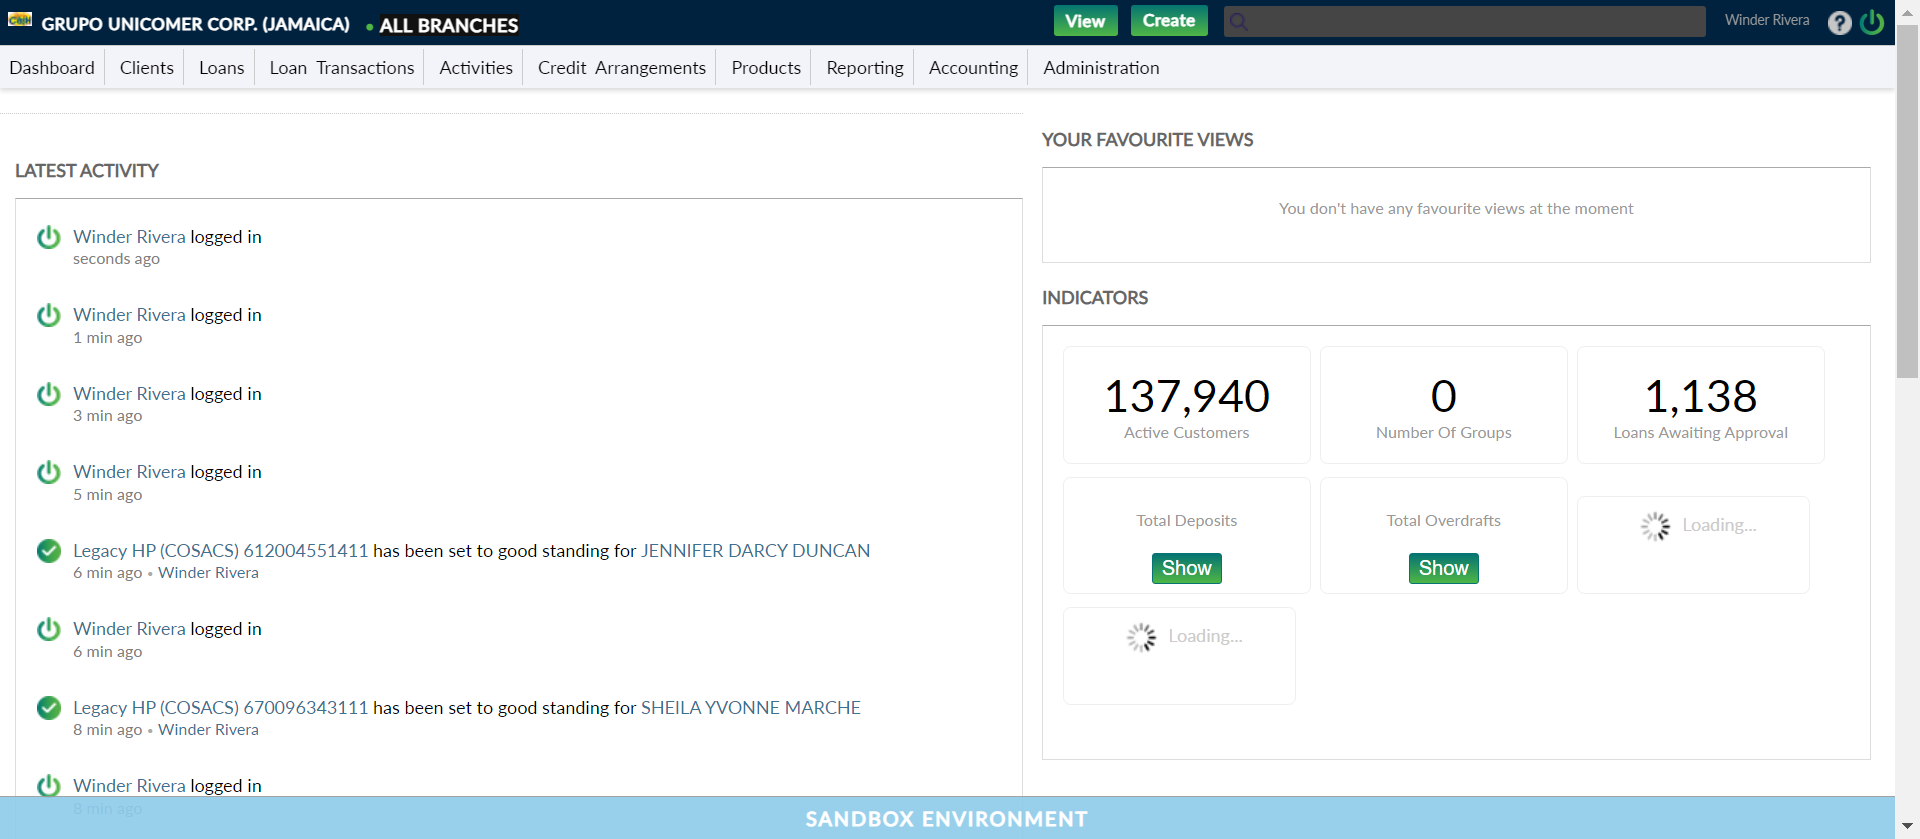 GRUPO UNICOMER CORP. (JAMAICA) • ALL BRANCHES View Create Winder Rivera ?
Dashboard Clients Loans Loan Transactions Activities Credit Arrangements Products Reporting Accounting Administration
LATEST ACTIVITY
Winder Rivera logged in
seconds ago
Winder Rivera logged in
1 min ago
Winder Rivera logged in
3 min ago
Winder Rivera logged in
5 min ago
Legacy HP (COSACS) 612004551411 has been set to good standing for JENNIFER DARCY DUNCAN
6 min ago • Winder Rivera
Winder Rivera logged in
6 min ago
Legacy HP (COSACS) 670096343111 has been set to good standing for SHEILA YVONNE MARCHE
8 min ago • Winder Rivera
Winder Rivera logged in
8 min ago
YOUR FAVOURITE VIEWS
You don't have any favourite views at the moment
INDICATORS
137,940
Active Customers
0
Number Of Groups
1,138
Loans Awaiting Approval
Total Deposits
Show
Total Overdrafts
Show
Loading...
Loading...
SANDBOX ENVIRONMENT